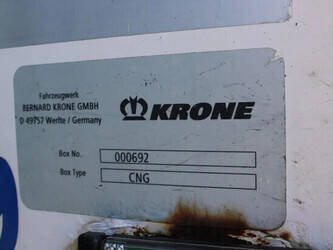 Fahrzeugwerk
BERNARD KRONE GMBH
D 49757 Werlte / Germany
KRONE
Box No. 000692
Box Type CNG